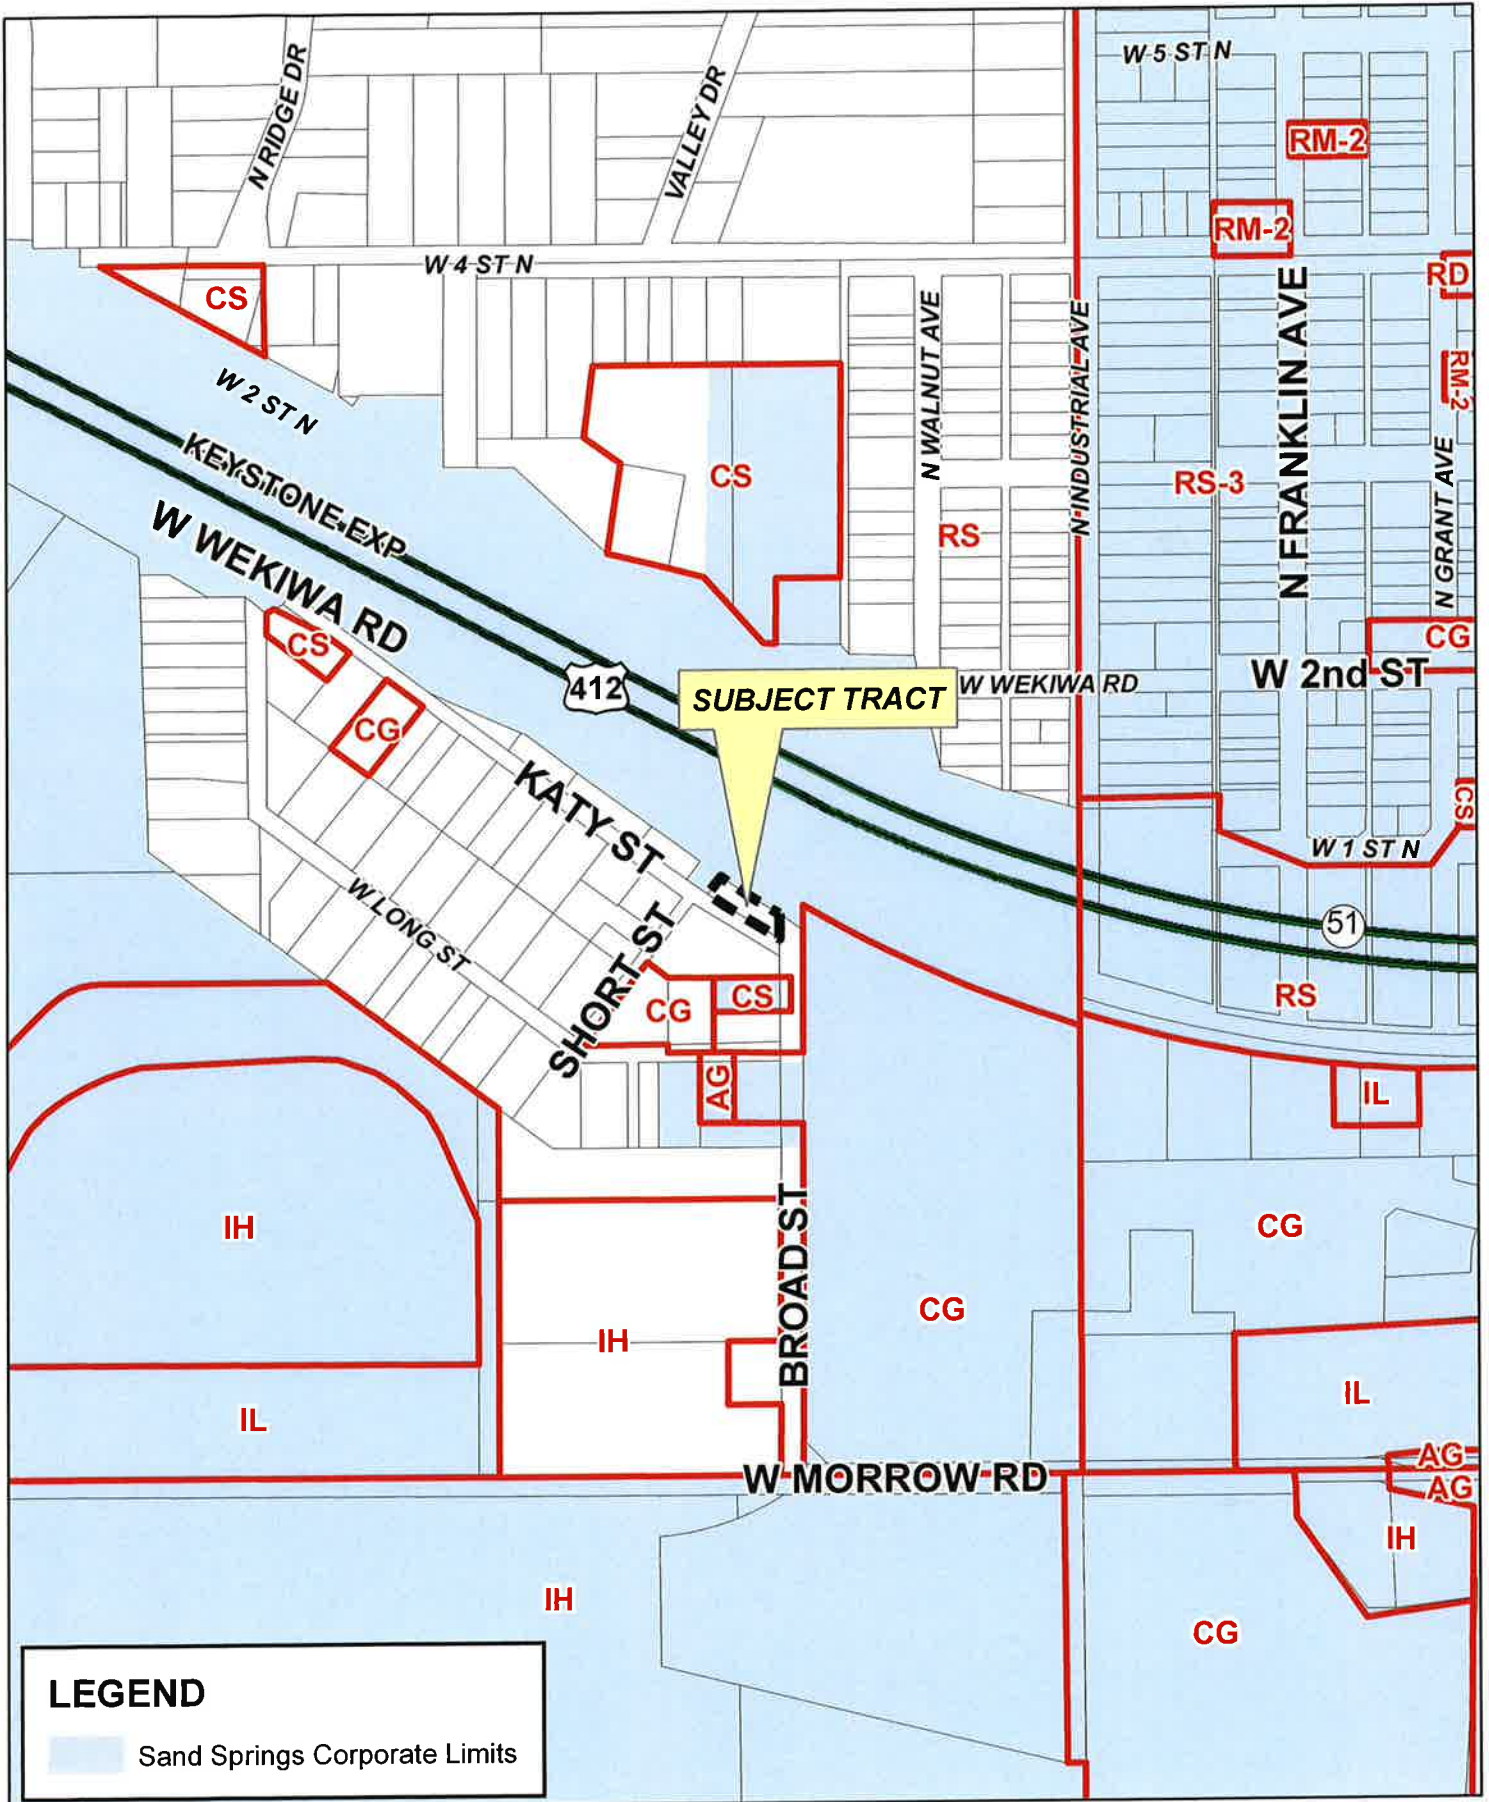 W 5 ST N
N RIDGE DR
VALLEY DR
RM-2
RM-2
W 4 ST N
RD
CS
N WALNUT AVE
N INDUSTRIAL AVE
N FRANKLIN AVE
RM-2
W 2 ST N
KEYSTONE EXP
CS
RS-3
N GRANT AVE
W WEKIWA RD
RS
CS
CG
412
SUBJECT TRACT
W WEKIWA RD
W 2nd ST
CG
KATY ST
CS
W 1 ST N
W LONG ST
SHORT ST
51
CG
CS
RS
AG
IL
IH
BROAD ST
CG
CG
IH
IL
IL
W MORROW RD
AG
AG
IH
IH
CG
LEGEND
Sand Springs Corporate Limits